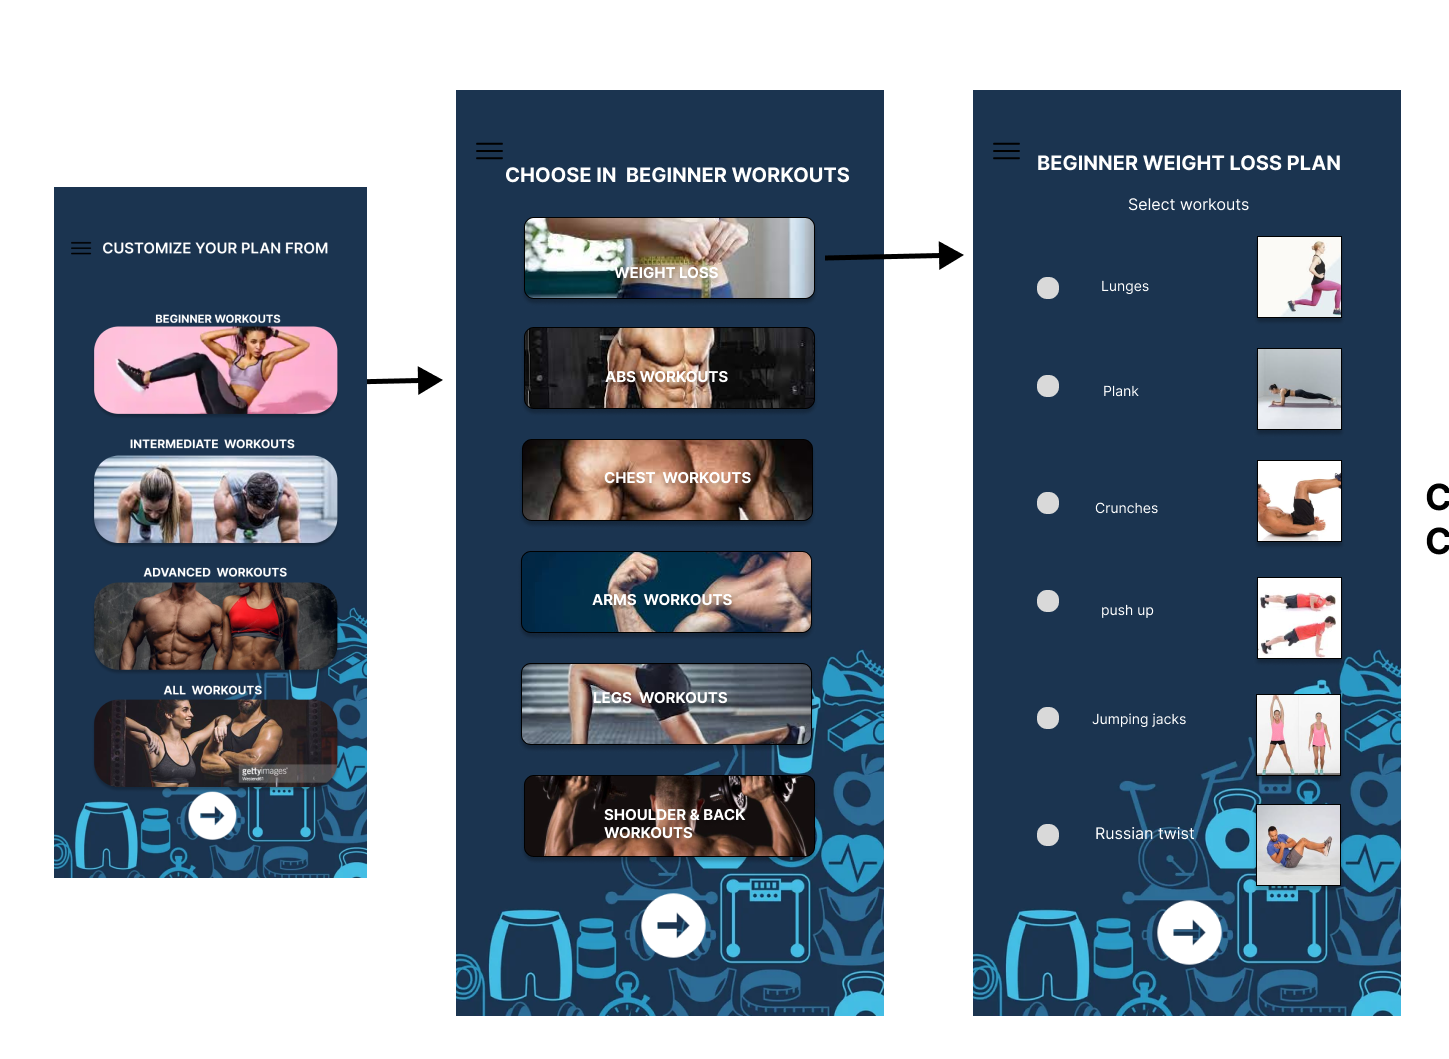 CUSTOMIZE YOUR PLAN FROM
BEGINNER WORKOUTS
INTERMEDIATE WORKOUTS
ADVANCED WORKOUTS
ALL WORKOUTS
gettyimages
CHOOSE IN BEGINNER WORKOUTS
WEIGHT LOSS
ABS WORKOUTS
CHEST WORKOUTS
ARMS WORKOUTS
LEGS WORKOUTS
SHOULDER & BACK
WORKOUTS
BEGINNER WEIGHT LOSS PLAN
Select workouts
Lunges
Plank
Crunches
push up
Jumping jacks
Russian twist
C
C